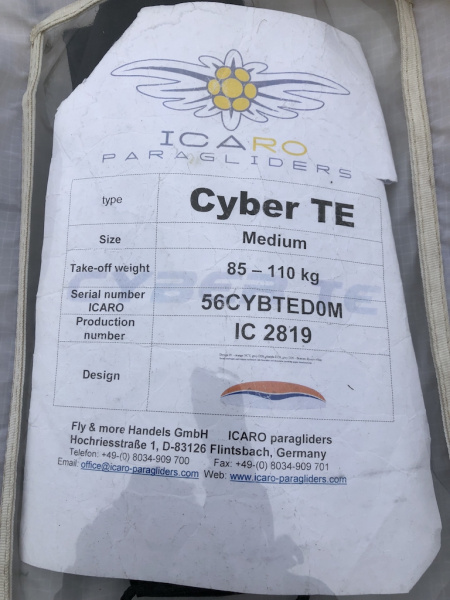 ICARO
PARAGLIDERS
type Cyber TE
Size Medium
Take-off weight 85 – 110 kg
Serial number ICARO 56CYBTED0M
Production number IC 2819
Design
Fly & more Handels GmbH ICARO paragliders
Hochriesstraße 1, D-83126 Flintsbach, Germany
Telefon: +49-(0) 8034-909 700 Fax: +49-(0) 8034-909 701
Email: office@icaro-paragliders.com Web: www.icaro-paragliders.com
CYBER TE